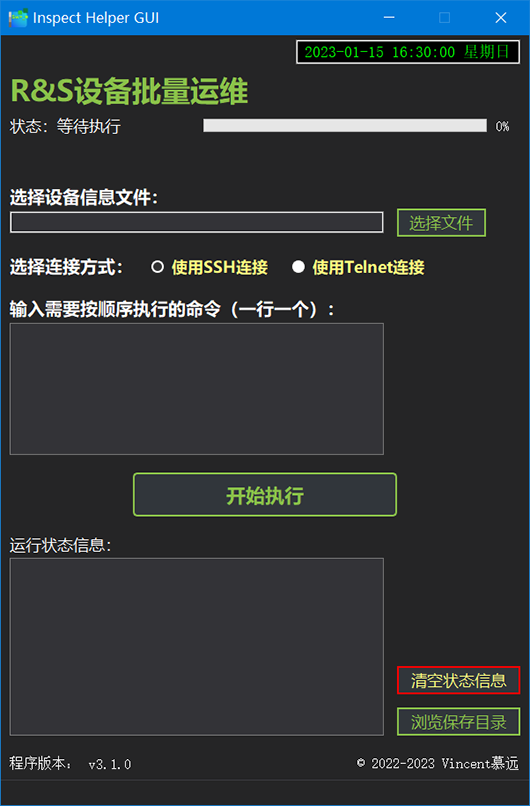 Inspect Helper GUI
2023-01-15 16:30:00 星期日
R&S设备批量运维
状态：等待执行 0%
选择设备信息文件：
选择文件
选择连接方式： 使用SSH连接 使用Telnet连接
输入需要按顺序执行的命令（一行一个）：
开始执行
运行状态信息：
清空状态信息
浏览保存目录
程序版本： v3.1.0 © 2022-2023 Vincent慕远